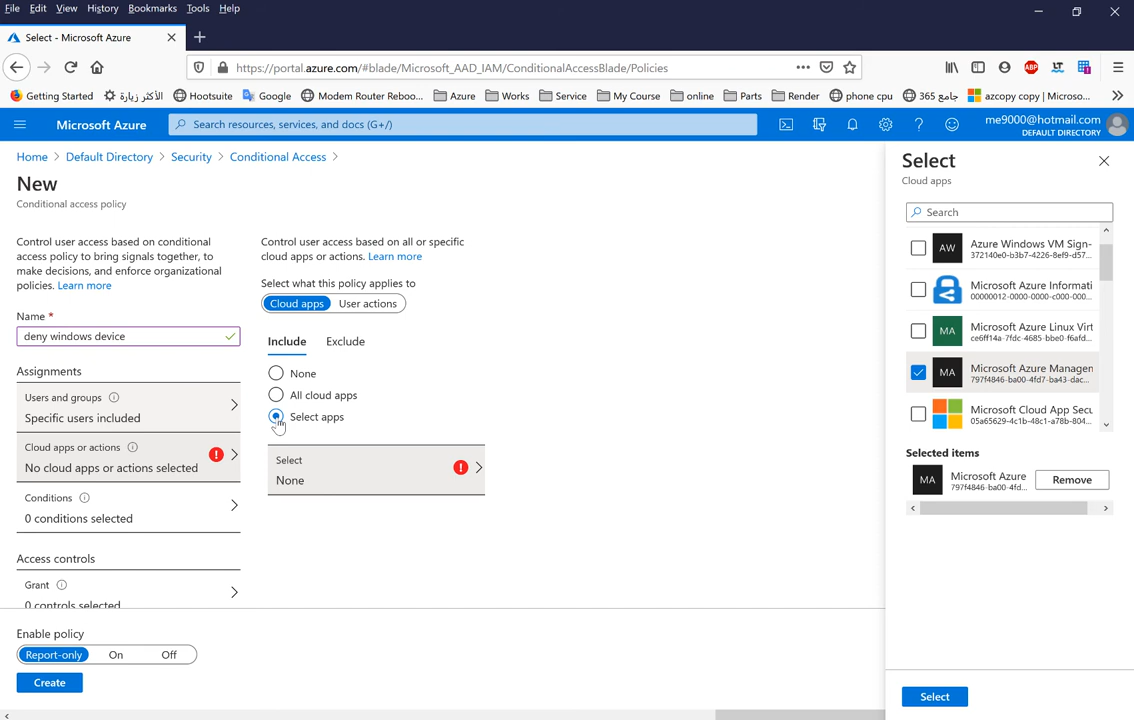 File Edit View History Bookmarks Tools Help
Select - Microsoft Azure
https://portal.azure.com/#blade/Microsoft_AAD_IAM/ConditionalAccessBlade/Policies
ABP
Getting Started
الأكثر زيارة
Hootsuite
Google
Modem Router Reboo...
Azure
Works
Service
My Course
online
Parts
Render
phone cpu
جامع 365
azcopy copy | Microso...
Microsoft Azure
Search resources, services, and docs (G+/)
me9000@hotmail.com
DEFAULT DIRECTORY
Home > Default Directory > Security > Conditional Access >
New
Conditional access policy
Control user access based on conditional
access policy to bring signals together, to
make decisions, and enforce organizational
policies. Learn more
Name *
deny windows device
Assignments
Users and groups
Specific users included
Cloud apps or actions
No cloud apps or actions selected
Conditions
0 conditions selected
Access controls
Grant
0 controls selected
Enable policy
Report-only On Off
Create
Control user access based on all or specific
cloud apps or actions. Learn more
Select what this policy applies to
Cloud apps User actions
Include Exclude
None
All cloud apps
Select apps
Select
None
Select
Cloud apps
Search
AW
Azure Windows VM Sign-
372140e0-b3b7-4226-8ef9-d57...
Microsoft Azure Informati
00000012-0000-0000-c000-000...
MA
Microsoft Azure Linux Virt
ce6ff14a-7fdc-4685-bbe0-f6afd...
MA
Microsoft Azure Managen
797f4846-ba00-4fd7-ba43-dac...
Microsoft Cloud App Secu
05a65629-4c1b-48c1-a78b-804...
Selected items
MA
Microsoft Azure
797f4846-ba00-4fd...
Remove
Select